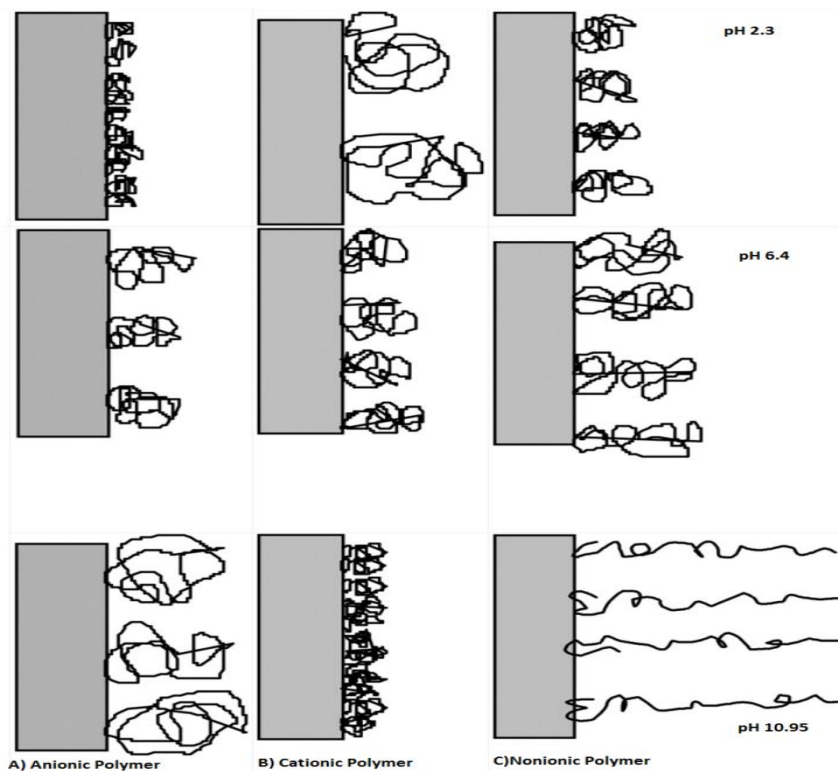 pH 2.3
pH 6.4
pH 10.95
A) Anionic Polymer
B) Cationic Polymer
C)Nonionic Polymer